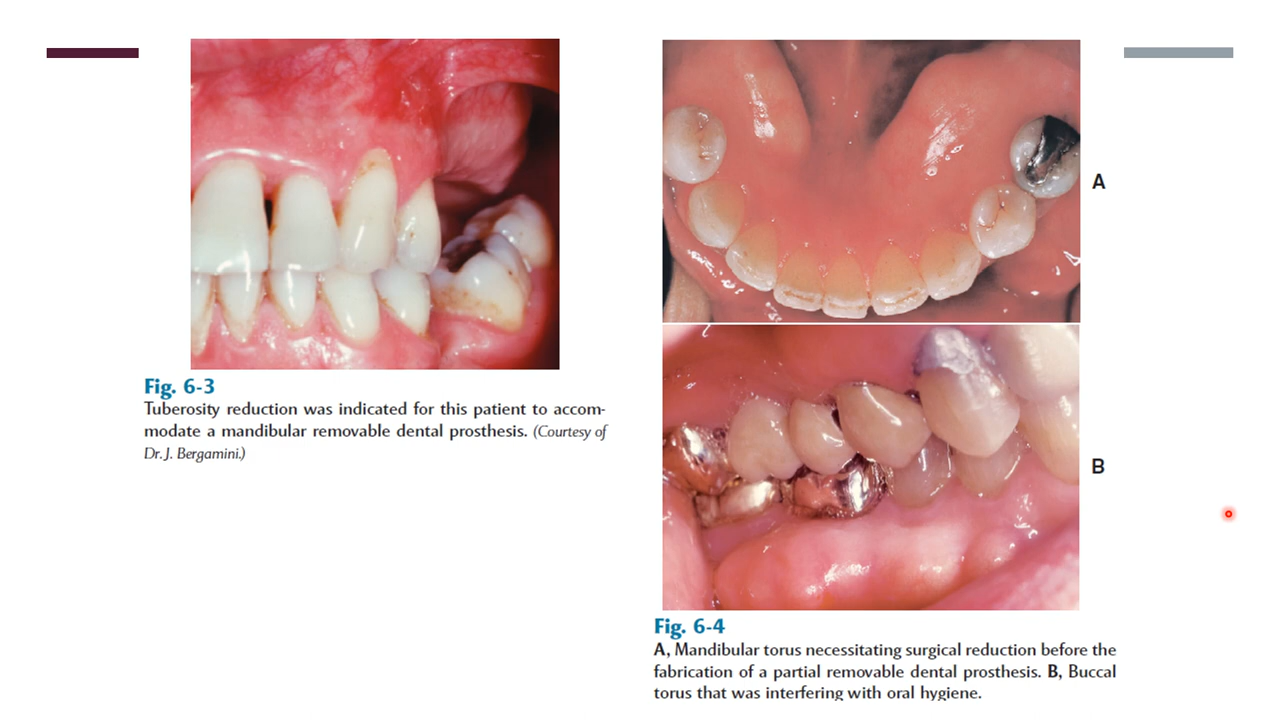 Fig. 6-3
Tuberosity reduction was indicated for this patient to accom-
modate a mandibular removable dental prosthesis. (Courtesy of
Dr. J. Bergamini.)
A
B
Fig. 6-4
A, Mandibular torus necessitating surgical reduction before the
fabrication of a partial removable dental prosthesis. B, Buccal
torus that was interfering with oral hygiene.